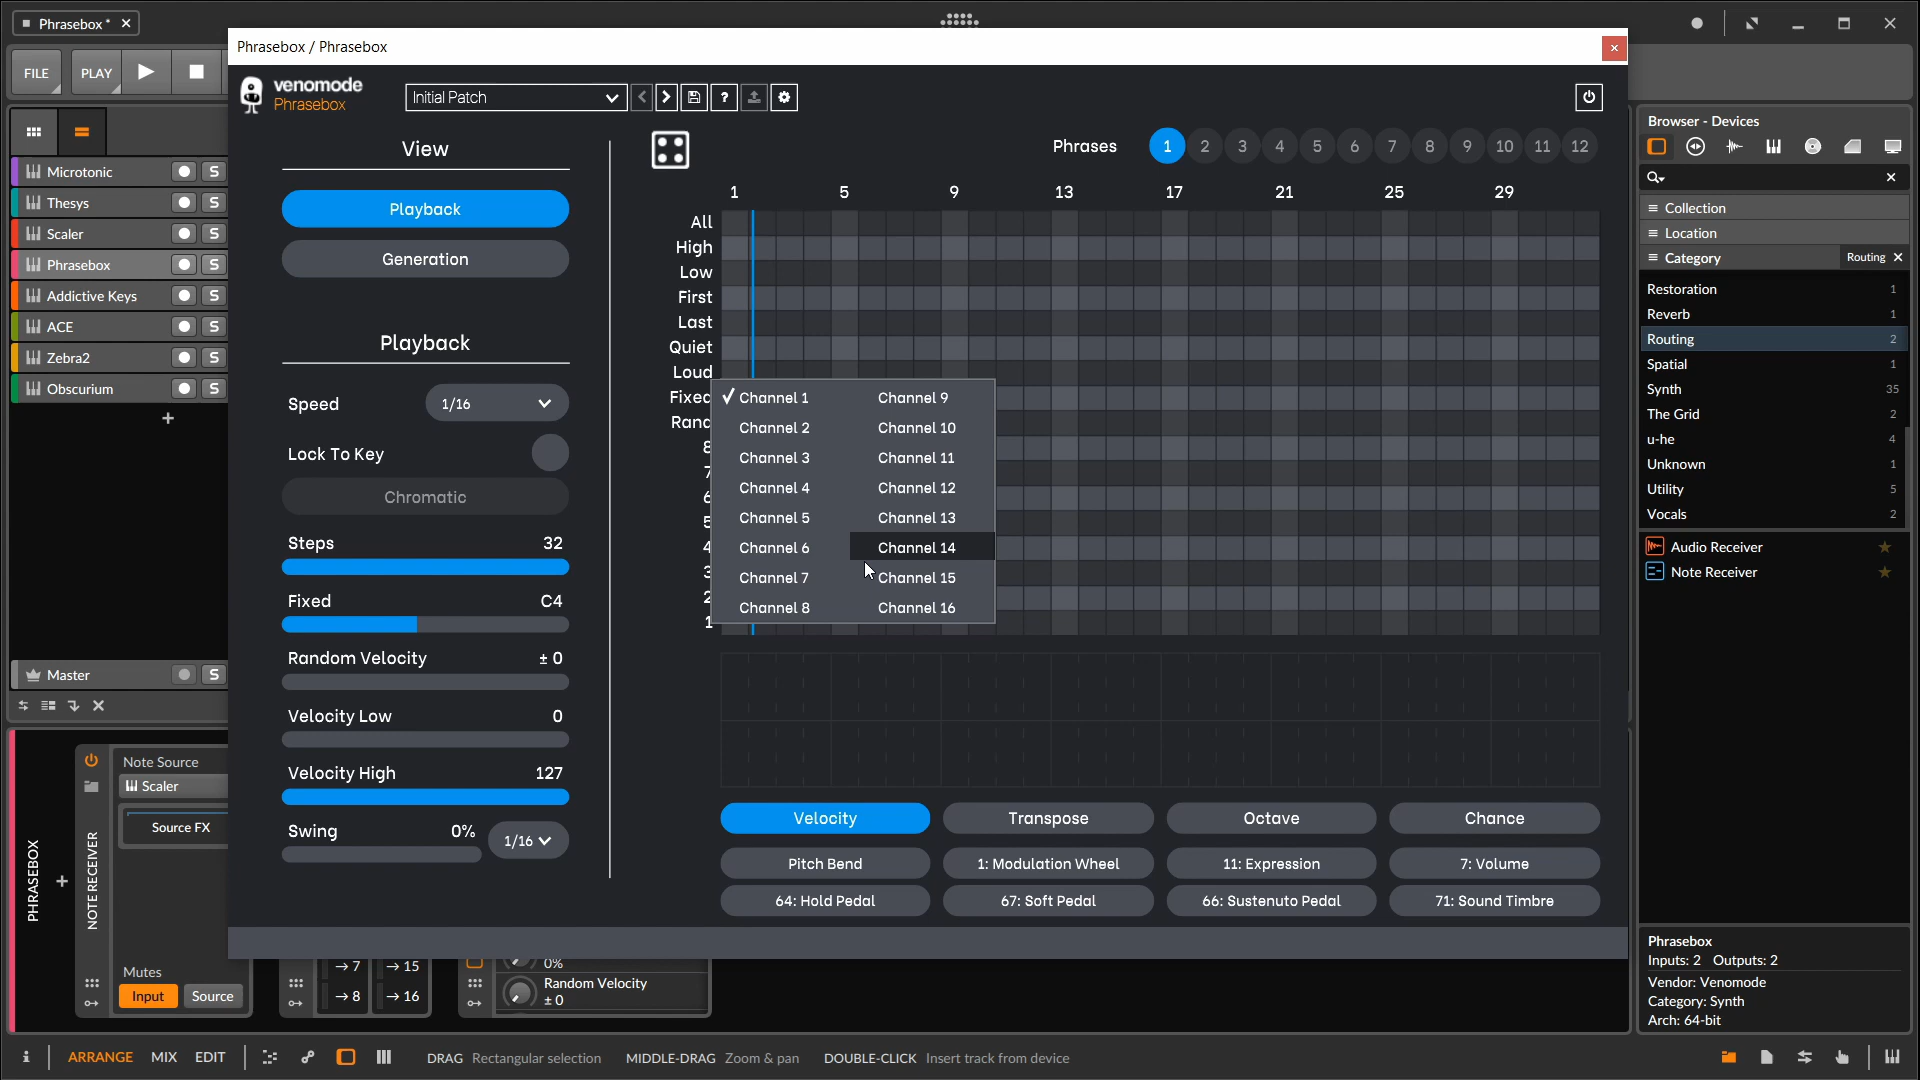 Phrasebox *
Phrasebox / Phrasebox
FILE
PLAY
venomode
Phrasebox
Initial Patch
?
Browser - Devices
Microtonic
S
Thesys
S
Scaler
S
Phrasebox
S
Addictive Keys
S
ACE
S
Zebra2
S
Obscurium
S
+
Master
S
View
Playback
Generation
Playback
Speed
1/16
Lock To Key
Chromatic
Steps
32
Fixed
C4
Random Velocity
± 0
Velocity Low
0
Velocity High
127
Swing
0%
1/16
Phrases
1 2 3 4 5 6 7 8 9 10 11 12
1 5 9 13 17 21 25 29
All
High
Low
First
Last
Quiet
Loud
Fixed
Rand
8
7
6
5
4
3
2
1
Channel 1
Channel 2
Channel 3
Channel 4
Channel 5
Channel 6
Channel 7
Channel 8
Channel 9
Channel 10
Channel 11
Channel 12
Channel 13
Channel 14
Channel 15
Channel 16
Velocity
Transpose
Octave
Chance
Pitch Bend
1: Modulation Wheel
11: Expression
7: Volume
64: Hold Pedal
67: Soft Pedal
66: Sustenuto Pedal
71: Sound Timbre
Collection
Location
Category
Routing
Restoration 1
Reverb 1
Routing 2
Spatial 1
Synth 35
The Grid 2
u-he 4
Unknown 1
Utility 5
Vocals 2
Audio Receiver
Note Receiver
Phrasebox
Inputs: 2 Outputs: 2
Vendor: Venomode
Category: Synth
Arch: 64-bit
PHRASEBOX
+
NOTE RECEIVER
Note Source
Scaler
Source FX
Mutes
Input
Source
→7
→15
→8
→16
0%
Random Velocity
± 0
i
ARRANGE
MIX
EDIT
DRAG Rectangular selection
MIDDLE-DRAG Zoom & pan
DOUBLE-CLICK Insert track from device